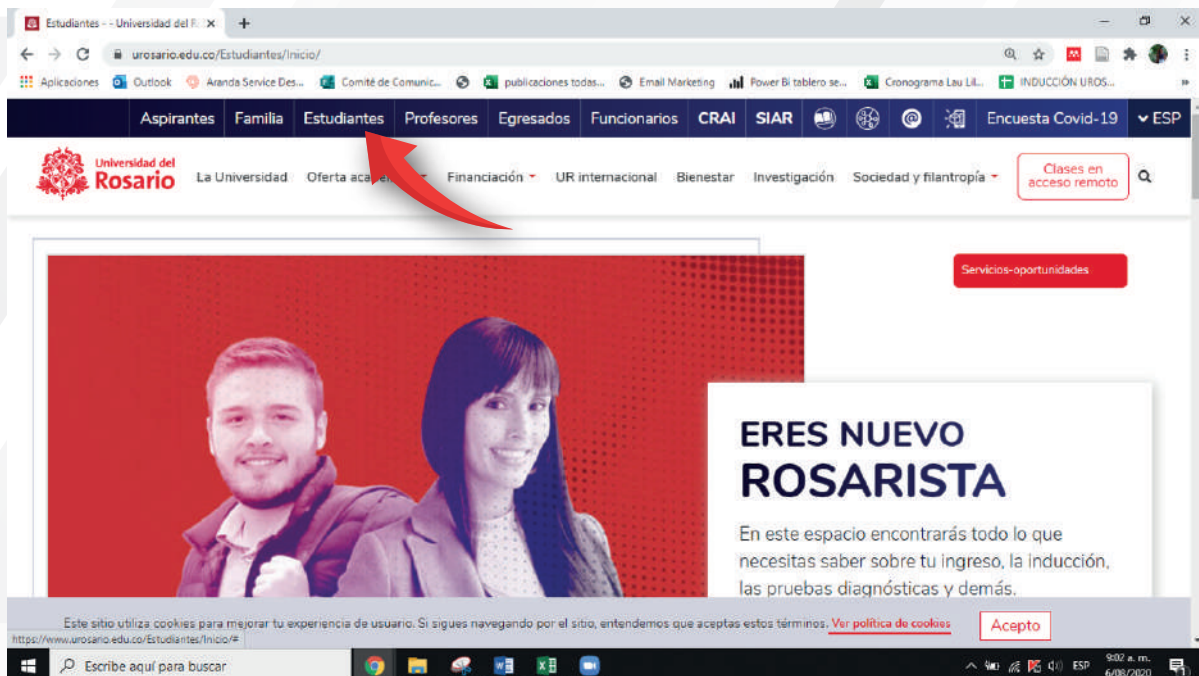 Estudiantes - - Universidad del R
urosario.edu.co/Estudiantes/Inicio/
Aplicaciones Outlook Aranda Service Des... Comité de Comunic... publicaciones todas... Email Marketing Power Bi tablero se... Cronograma Lau Lil... INDUCCIÓN UROS...
Aspirantes Familia Estudiantes Profesores Egresados Funcionarios CRAI SIAR Encuesta Covid-19 ESP
Universidad del
Rosario
La Universidad Oferta Financiación UR internacional Bienestar Investigación Sociedad y filantropía
Clases en
acceso remoto
Servicios-oportunidades
ERES NUEVO
ROSARISTA
En este espacio encontrarás todo lo que
necesitas saber sobre tu ingreso, la inducción,
las pruebas diagnósticas y demás.
Este sitio utiliza cookies para mejorar tu experiencia de usuario. Si sigues navegando por el sitio, entendemos que aceptas estos términos. Ver política de cookies
Acepto
https://www.urosario.edu.co/Estudiantes/Inicio/#
Escribe aquí para buscar
ESP
9:02 a. m.
6/08/2020